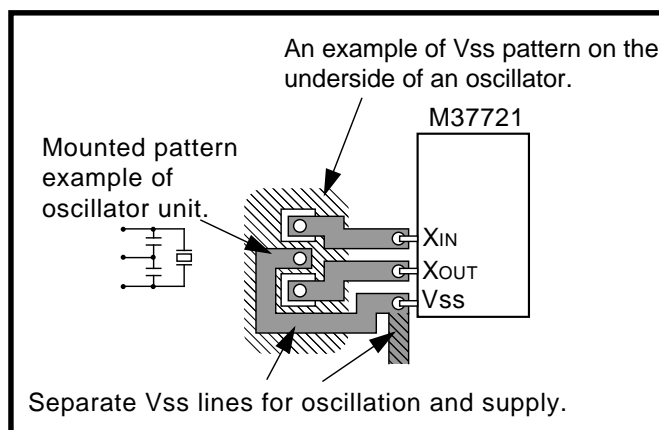 An example of Vss pattern on the
underside of an oscillator.
M37721
Mounted pattern
example of
oscillator unit.
XIN
XOUT
Vss
Separate Vss lines for oscillation and supply.